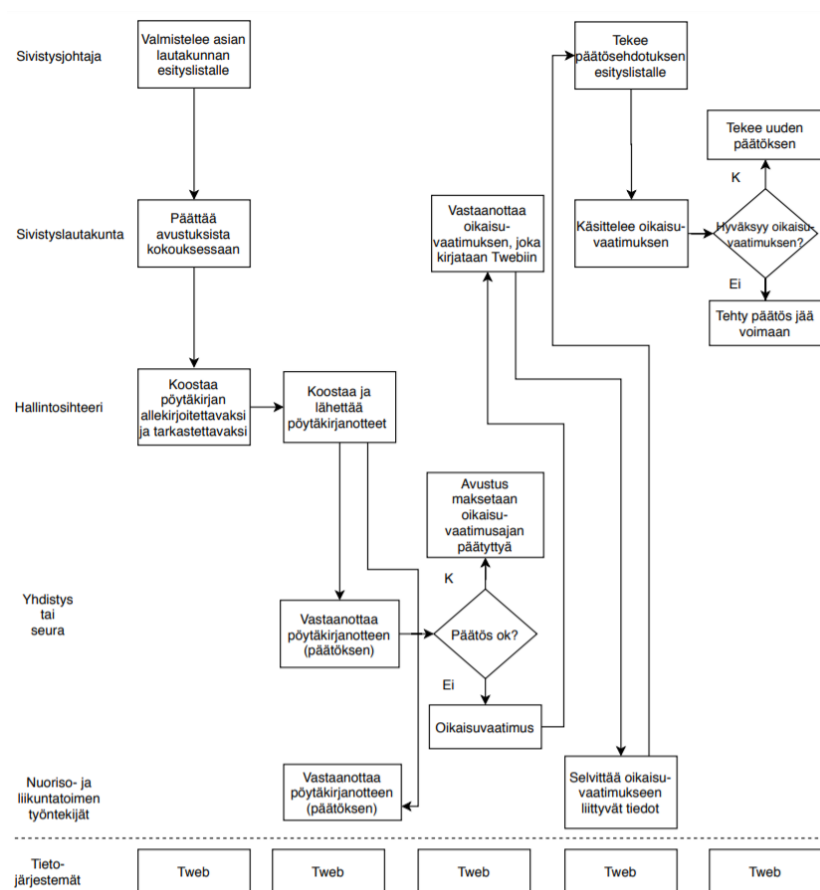 Sivistysjohtaja
Valmistelee asian
lautakunnan
esityslistalle
Tekee
päätösehdotuksen
esityslistalle
Tekee uuden
päätöksen
K
Sivistyslautakunta
Päättää
avustuksista
kokouksessaan
Vastaanottaa
oikaisu-
vaatimuksen, joka
kirjataan Twebiin
Käsittelee oikaisu-
vaatimuksen
Hyväksyy oikaisu-
vaatimuksen?
Ei
Tehty päätös jää
voimaan
Hallintosihteeri
Koostaa
pöytäkirjan
allekirjoitettavaksi
ja tarkastettavaksi
Koostaa ja
lähettää
pöytäkirjanotteet
Avustus
maksetaan
oikaisu-
vaatimusajan
päätyttyä
K
Yhdistys
tai
seura
Vastaanottaa
pöytäkirjanotteen
(päätöksen)
Päätös ok?
Ei
Oikaisuvaatimus
Nuoriso- ja
liikuntatoimen
työntekijät
Vastaanottaa
pöytäkirjanotteen
(päätöksen)
Selvittää oikaisu-
vaatimukseen
liittyvät tiedot
Tieto-
järjestemät
Tweb
Tweb
Tweb
Tweb
Tweb